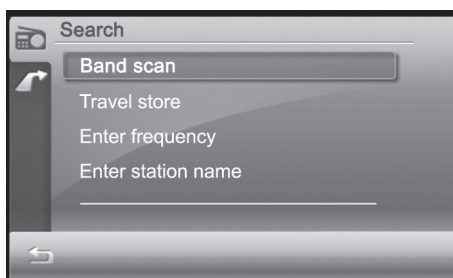 Search
Band scan
Travel store
Enter frequency
Enter station name